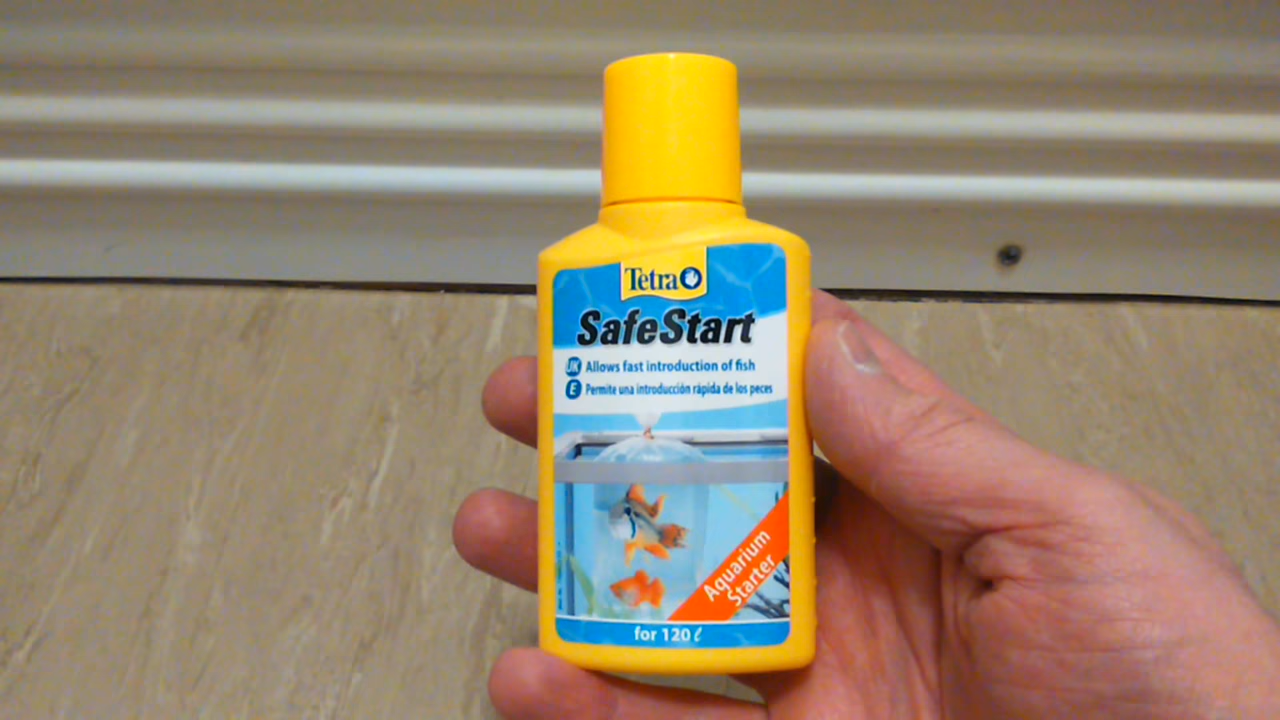 Tetra
SafeStart
UK Allows fast introduction of fish
E Permite una introducción rápida de los peces
Aquarium
Starter
for 120 ℓ